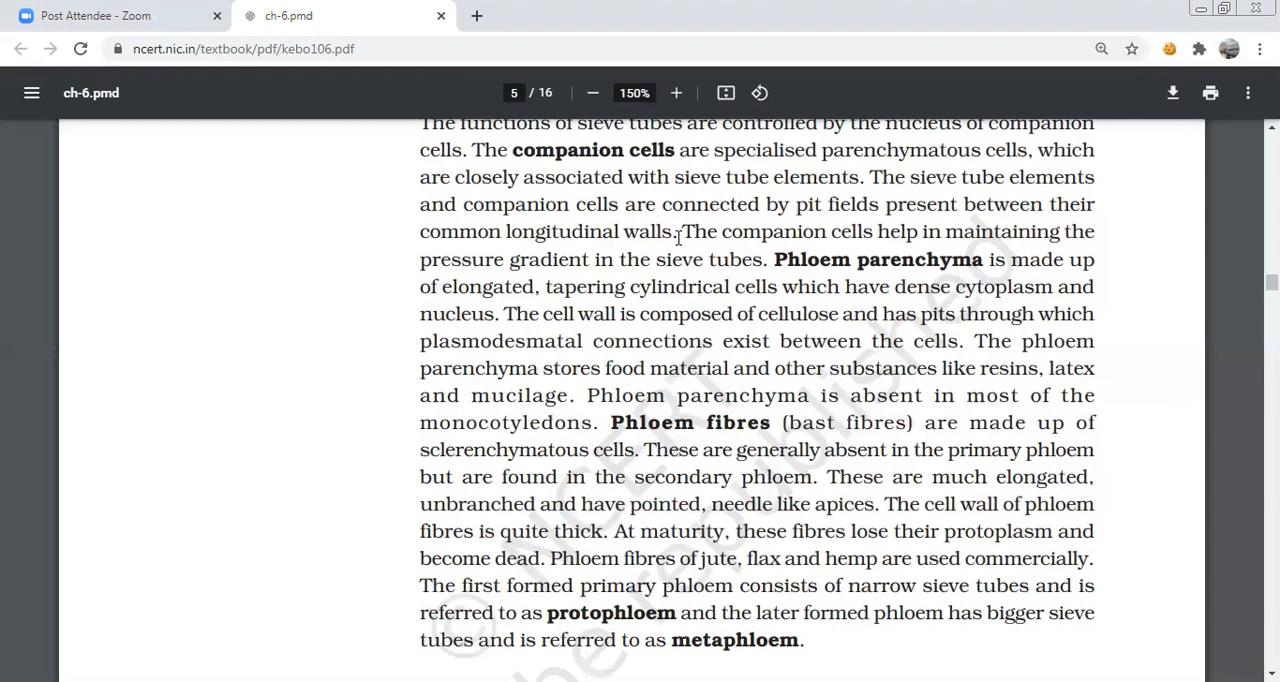 Post Attendee - Zoom
ch-6.pmd
ncert.nic.in/textbook/pdf/kebo106.pdf
ch-6.pmd
5 / 16
150%
The functions of sieve tubes are controlled by the nucleus of companion
cells. The companion cells are specialised parenchymatous cells, which
are closely associated with sieve tube elements. The sieve tube elements
and companion cells are connected by pit fields present between their
common longitudinal walls. The companion cells help in maintaining the
pressure gradient in the sieve tubes. Phloem parenchyma is made up
of elongated, tapering cylindrical cells which have dense cytoplasm and
nucleus. The cell wall is composed of cellulose and has pits through which
plasmodesmatal connections exist between the cells. The phloem
parenchyma stores food material and other substances like resins, latex
and mucilage. Phloem parenchyma is absent in most of the
monocotyledons. Phloem fibres (bast fibres) are made up of
sclerenchymatous cells. These are generally absent in the primary phloem
but are found in the secondary phloem. These are much elongated,
unbranched and have pointed, needle like apices. The cell wall of phloem
fibres is quite thick. At maturity, these fibres lose their protoplasm and
become dead. Phloem fibres of jute, flax and hemp are used commercially.
The first formed primary phloem consists of narrow sieve tubes and is
referred to as protophloem and the later formed phloem has bigger sieve
tubes and is referred to as metaphloem.
© NCERT
be republished